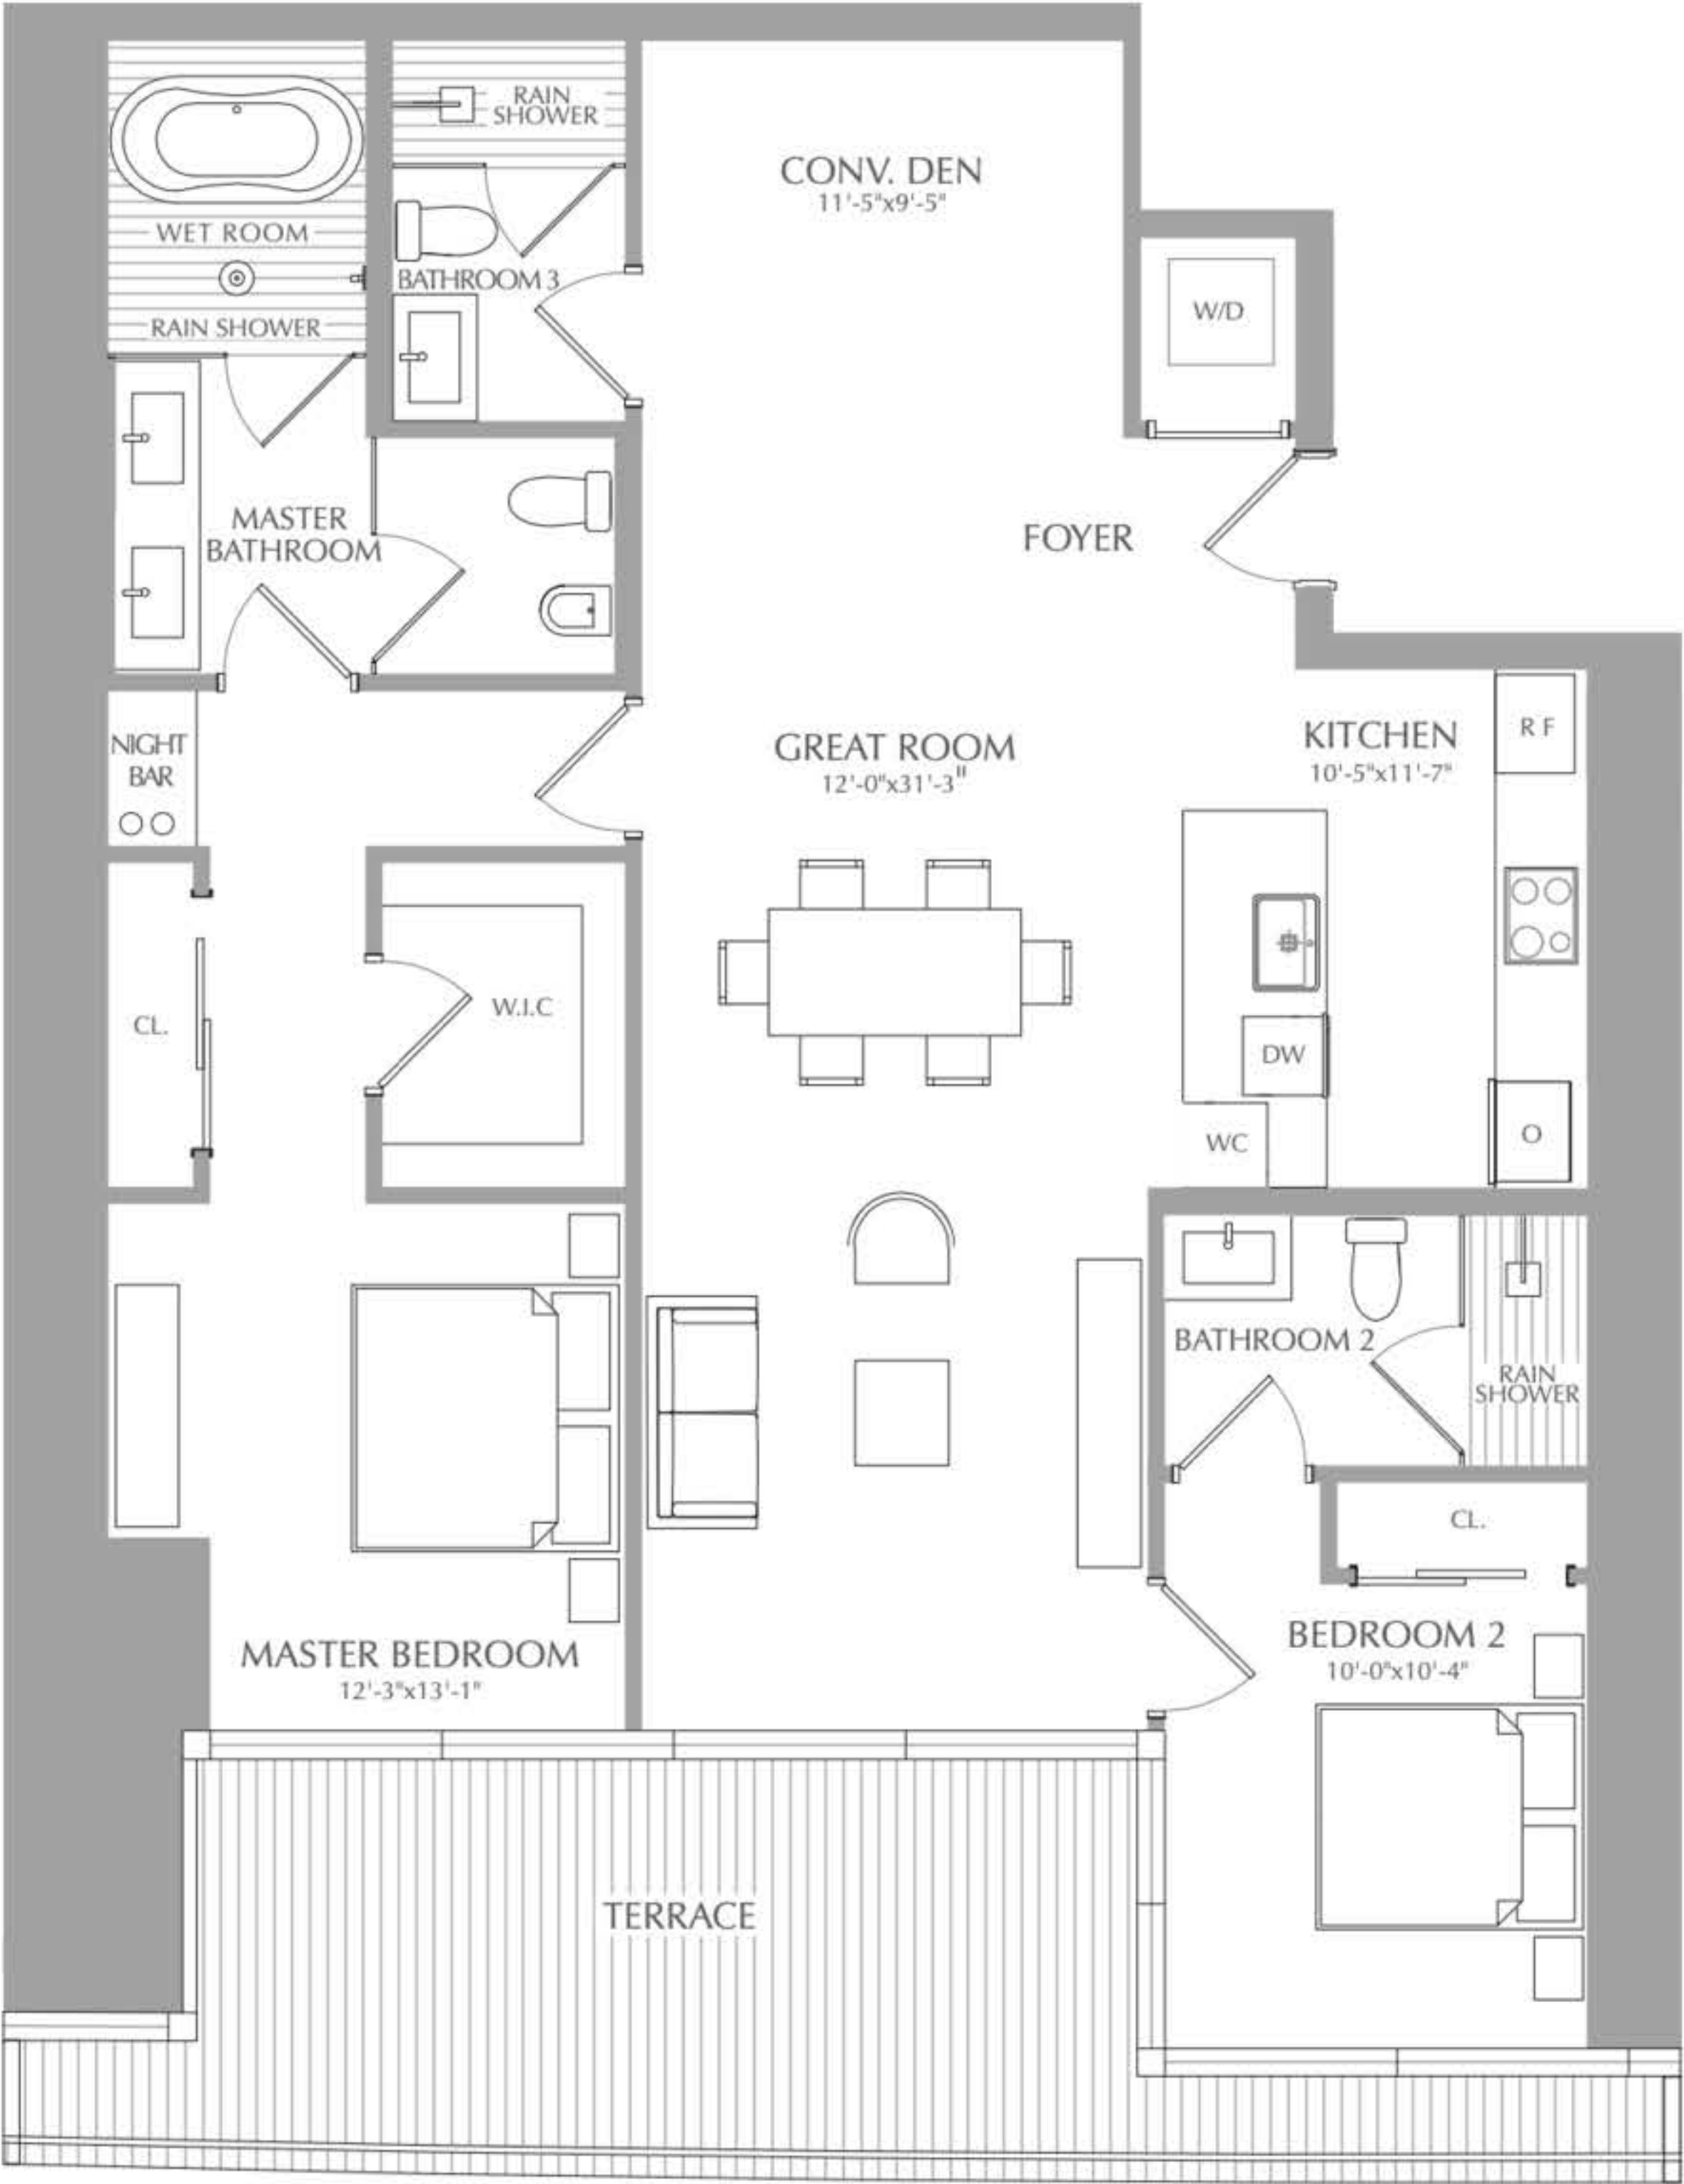 RAIN
SHOWER
CONV. DEN
11'-5"x9'-5"
WET ROOM
BATHROOM 3
W/D
RAIN SHOWER
MASTER
BATHROOM
FOYER
NIGHT
BAR
GREAT ROOM
12'-0"x31'-3"
KITCHEN
10'-5"x11'-7"
R F
CL.
W.I.C
DW
WC
O
BATHROOM 2
RAIN
SHOWER
CL.
MASTER BEDROOM
12'-3"x13'-1"
BEDROOM 2
10'-0"x10'-4"
TERRACE